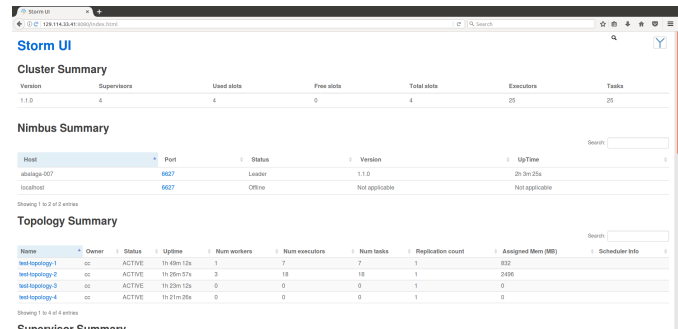 Storm UI
129.114.33.41:8080/index.html
Search
Storm UI
Cluster Summary
Version Supervisors Used slots Free slots Total slots Executors Tasks
1.1.0 4 4 0 4 25 25
Nimbus Summary
Search:
Host Port Status Version UpTime
abalaga-007 6627 Leader 1.1.0 2h 3m 25s
localhost 6627 Offline Not applicable Not applicable
Showing 1 to 2 of 2 entries
Topology Summary
Search:
Name Owner Status Uptime Num workers Num executors Num tasks Replication count Assigned Mem (MB) Scheduler Info
test-topology-1 cc ACTIVE 1h 49m 12s 1 7 7 1 832
test-topology-2 cc ACTIVE 1h 26m 57s 3 18 18 1 2496
test-topology-3 cc ACTIVE 1h 23m 12s 0 0 0 1 0
test-topology-4 cc ACTIVE 1h 21m 26s 0 0 0 1 0
Showing 1 to 4 of 4 entries
Supervisor Summary